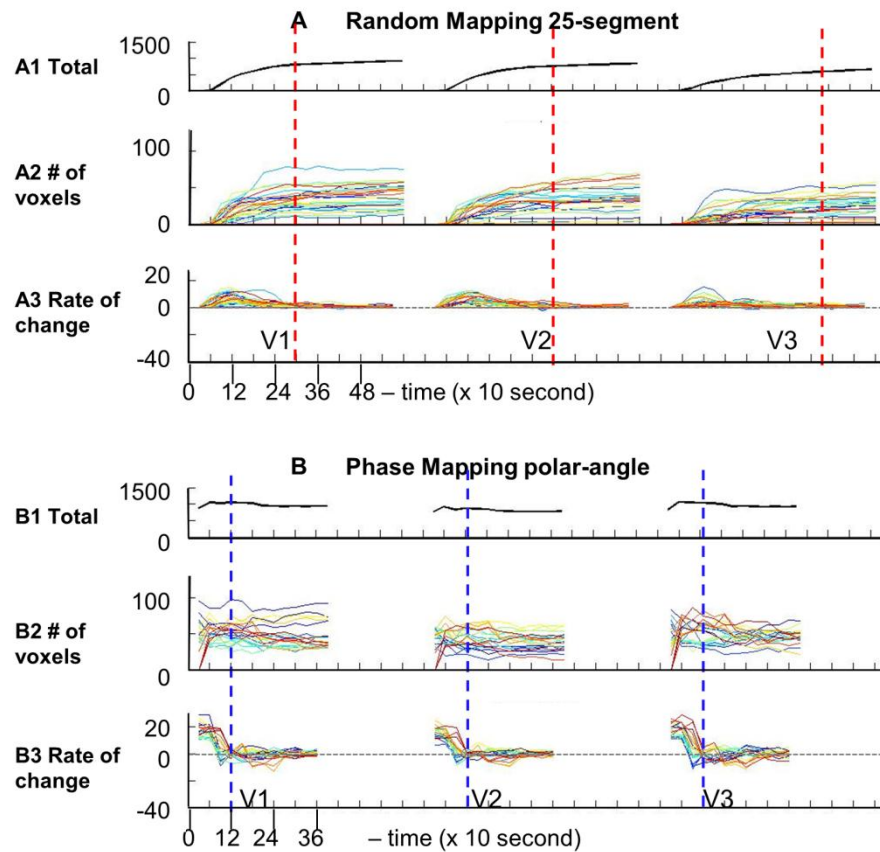 A Random Mapping 25-segment
1500
A1 Total
0
100
A2 # of
voxels
0
20
A3 Rate of
0
change
V1 V2 V3
-40
0 12 24 36 48 – time (x 10 second)
B Phase Mapping polar-angle
1500
B1 Total
0
100
B2 # of
voxels
0
20
B3 Rate of
0
change
V1 V2 V3
-40
0 12 24 36 – time (x 10 second)